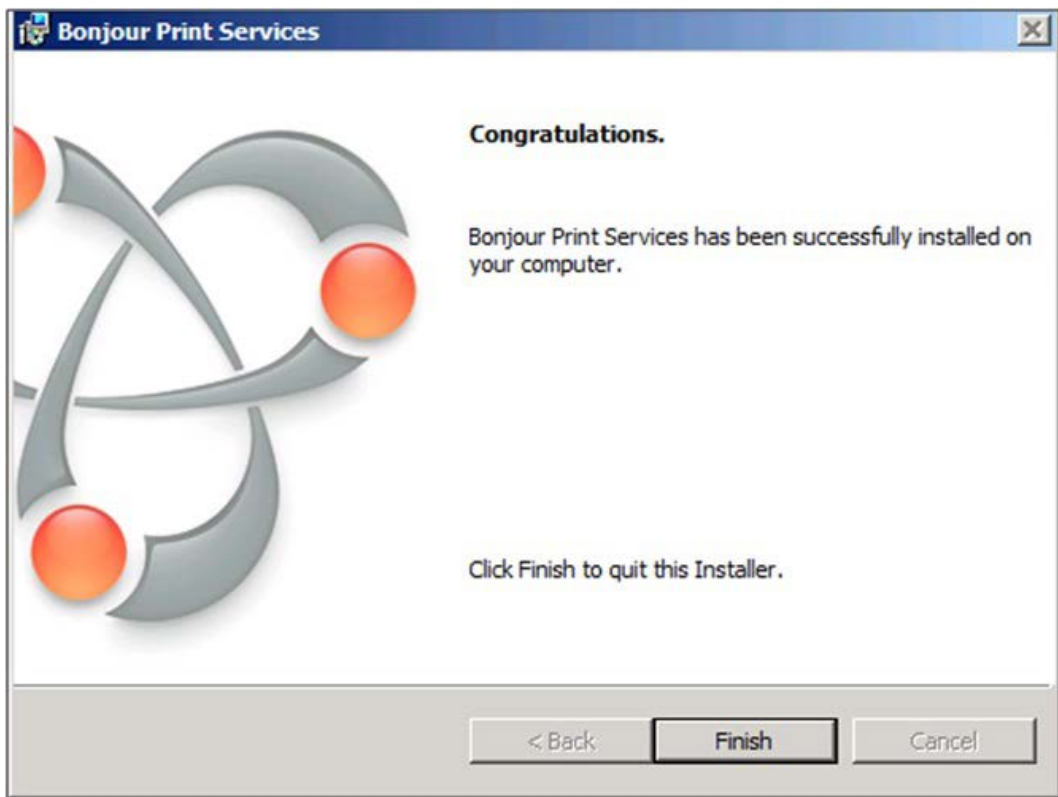 Bonjour Print Services
Congratulations.
Bonjour Print Services has been successfully installed on
your computer.
Click Finish to quit this Installer.
< Back
Finish
Cancel